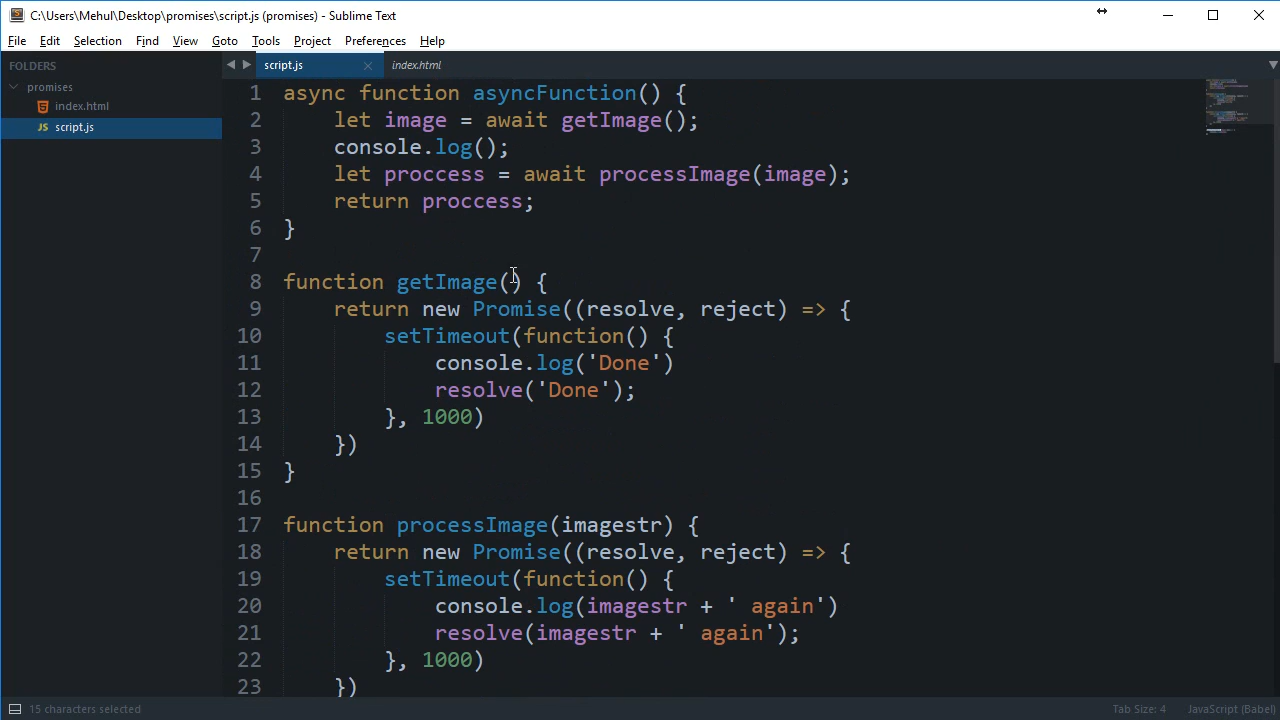 C:\Users\Mehul\Desktop\promises\script.js (promises) - Sublime Text
File Edit Selection Find View Goto Tools Project Preferences Help
FOLDERS
promises
index.html
JS script.js
script.js index.html
1 async function asyncFunction() {
2 let image = await getImage();
3 console.log();
4 let proccess = await processImage(image);
5 return proccess;
6 }
7
8 function getImage() {
9 return new Promise((resolve, reject) => {
10 setTimeout(function() {
11 console.log('Done')
12 resolve('Done');
13 }, 1000)
14 })
15 }
16
17 function processImage(imagestr) {
18 return new Promise((resolve, reject) => {
19 setTimeout(function() {
20 console.log(imagestr + ' again')
21 resolve(imagestr + ' again');
22 }, 1000)
23 })
15 characters selected
Tab Size: 4 JavaScript (Babel)